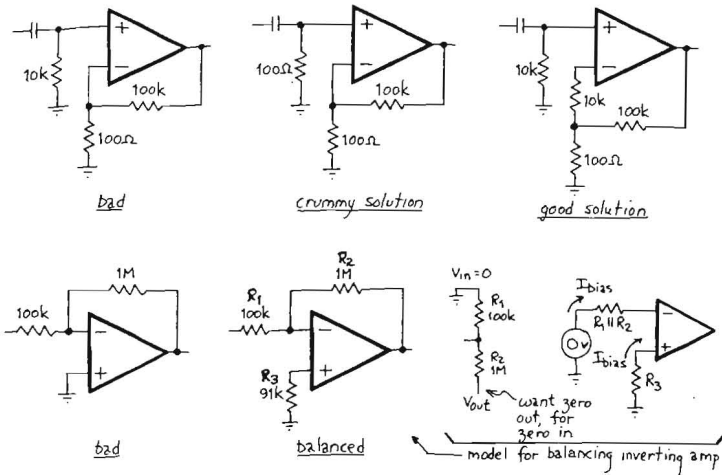 +
−
10k
100k
100Ω
bad
+
−
100Ω
100k
100Ω
crummy solution
+
−
10k
10k
100k
100Ω
good solution
1M
100k
−
+
bad
R2
1M
R1
100k
−
+
R3
91k
balanced
Vin=0
R1
100k
R2
1M
Vout
want zero
out, for
zero in
Ibias
R1||R2
0v
Ibias
−
+
R3
model for balancing inverting amp